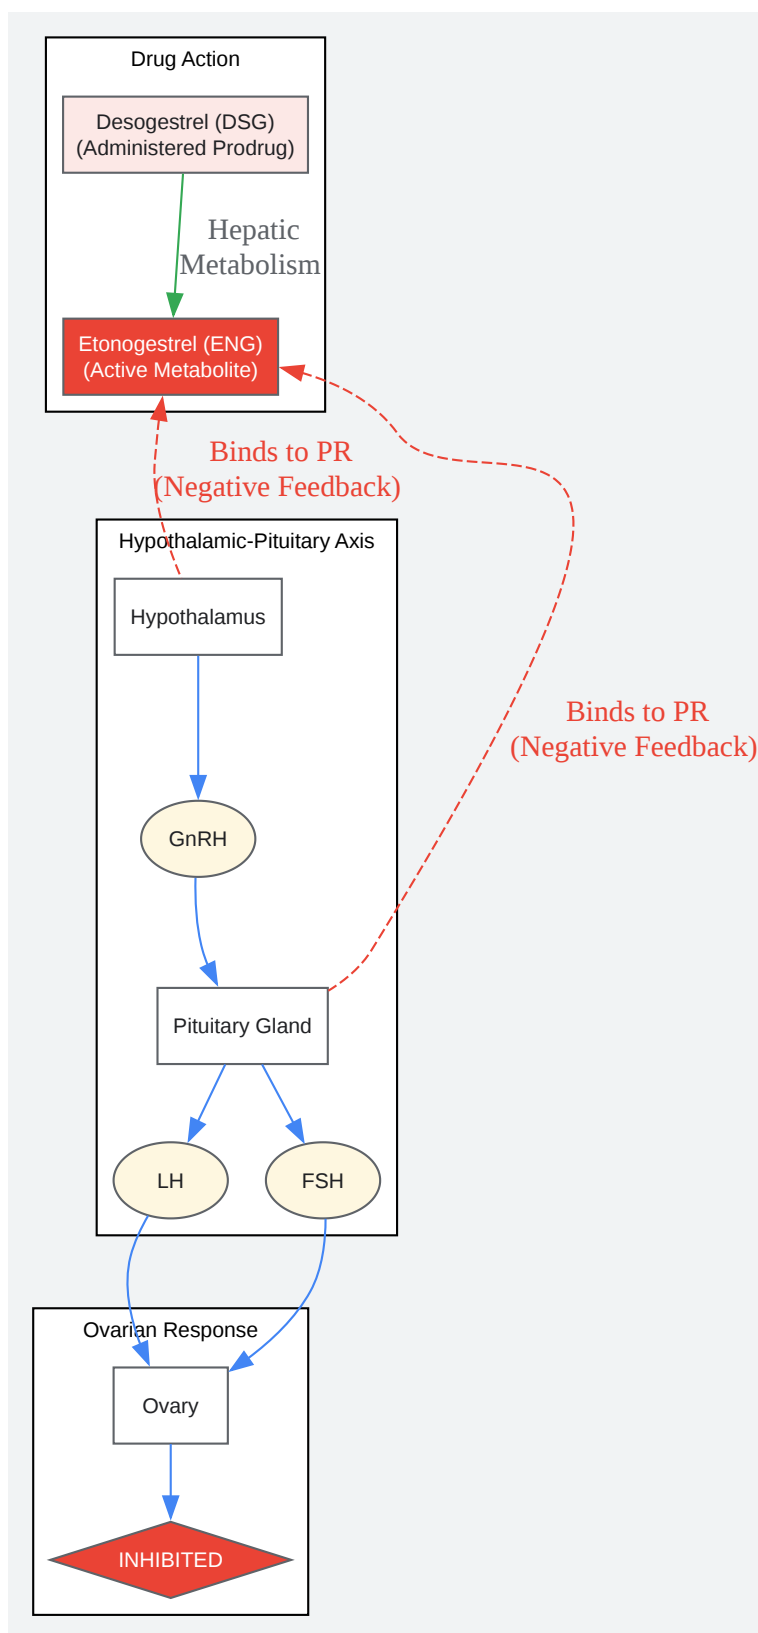 Drug Action
Desogestrel (DSG)
(Administered Prodrug)
Hepatic
Metabolism
Etonogestrel (ENG)
(Active Metabolite)
Binds to PR
(Negative Feedback)
Hypothalamic-Pituitary Axis
Hypothalamus
Binds to PR
(Negative Feedback)
GnRH
Pituitary Gland
LH
FSH
Ovarian Response
Ovary
INHIBITED